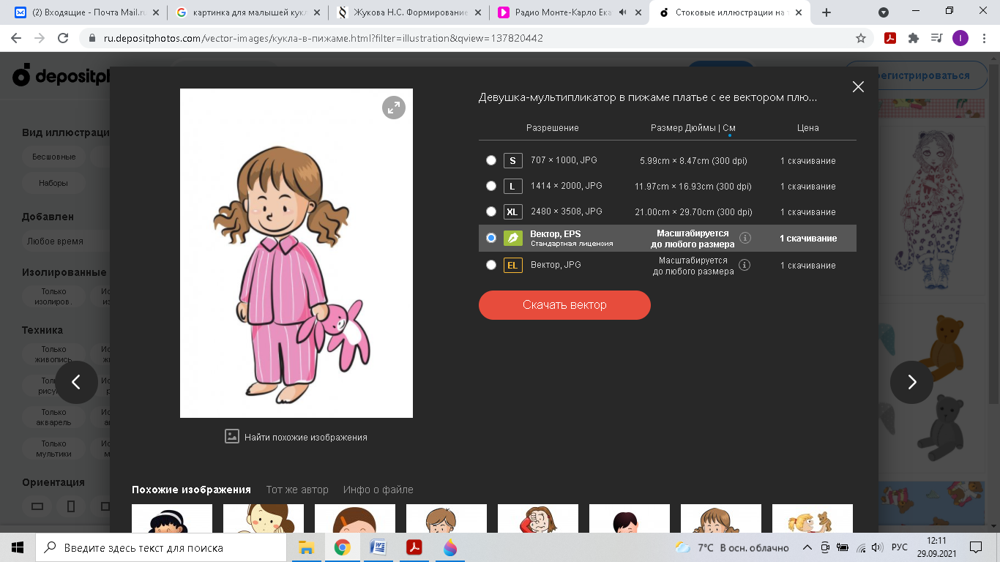 (2) Входящие - Почта Mail.ru
картинка для малышей кукл
Жукова Н.С. Формирование
Радио Монте-Карло Ека
Стоковые иллюстрации на
ru.depositphotos.com/vector-images/кукла-в-пижаме.html?filter=illustration&qview=137820442
I
depositph
регистрироваться
Вид иллюстраци
Бесшовные
Наборы
Добавлен
Любое время
Изолированные
Только
изолиров.
Техника
Только
живопись
Только
акварель
Только
мультики
Ориентация
Девушка-мультипликатор в пижаме платье с ее вектором плю...
Разрешение Размер Дюймы | См Цена
S 707 × 1000, JPG 5.99cm × 8.47cm (300 dpi) 1 скачивание
L 1414 × 2000, JPG 11.97cm × 16.93cm (300 dpi) 1 скачивание
XL 2480 × 3508, JPG 21.00cm × 29.70cm (300 dpi) 1 скачивание
Вектор, EPS Масштабируется
Стандартная лицензия до любого размера 1 скачивание
EL Вектор, JPG Масштабируется
до любого размера 1 скачивание
Скачать вектор
Найти похожие изображения
Похожие изображения Тот же автор Инфо о файле
Введите здесь текст для поиска
7°C В осн. облачно
РУС
12:11
29.09.2021